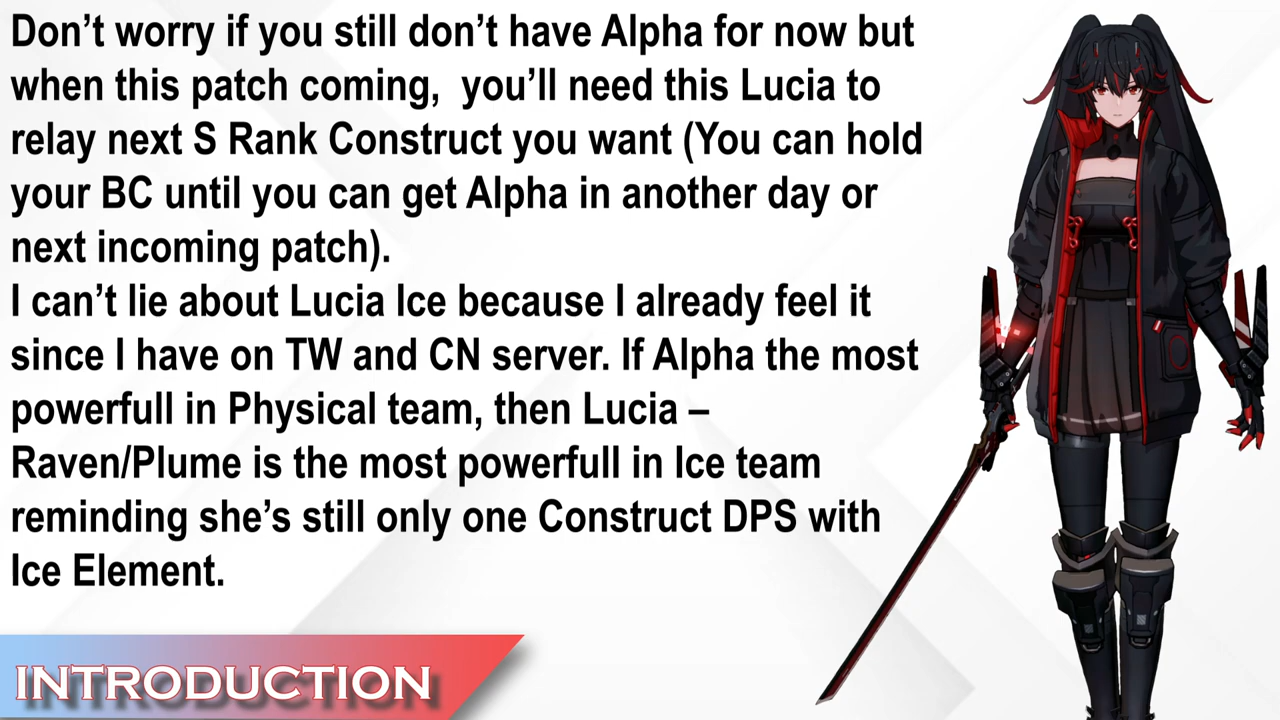 Don’t worry if you still don’t have Alpha for now but
when this patch coming,  you’ll need this Lucia to
relay next S Rank Construct you want (You can hold
your BC until you can get Alpha in another day or
next incoming patch).
I can’t lie about Lucia Ice because I already feel it
since I have on TW and CN server. If Alpha the most
powerfull in Physical team, then Lucia –
Raven/Plume is the most powerfull in Ice team
reminding she’s still only one Construct DPS with
Ice Element.
INTRODUCTION